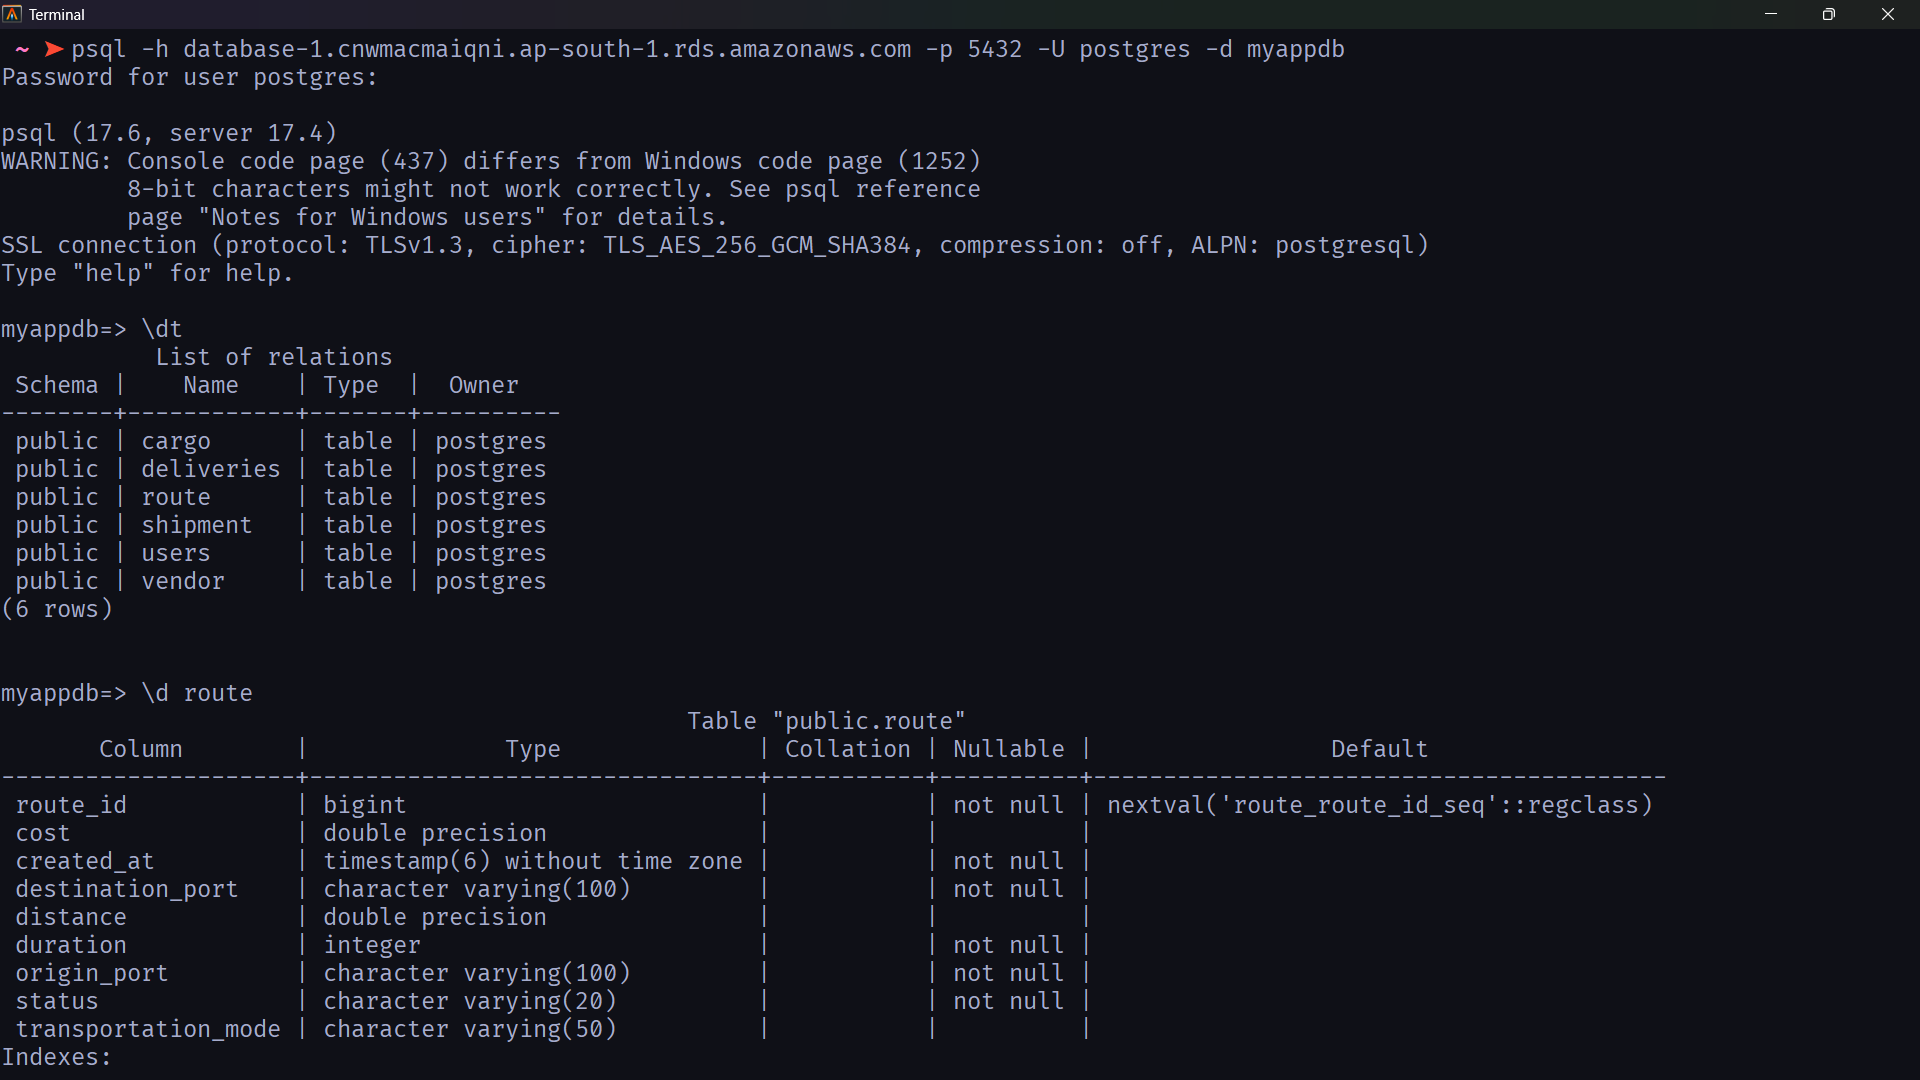 Terminal
~ ➤ psql -h database-1.cnwmacmaiqni.ap-south-1.rds.amazonaws.com -p 5432 -U postgres -d myappdb
Password for user postgres:
psql (17.6, server 17.4)
WARNING: Console code page (437) differs from Windows code page (1252)
         8-bit characters might not work correctly. See psql reference
         page "Notes for Windows users" for details.
SSL connection (protocol: TLSv1.3, cipher: TLS_AES_256_GCM_SHA384, compression: off, ALPN: postgresql)
Type "help" for help.
myappdb=> \dt
           List of relations
 Schema |    Name    | Type  |  Owner
--------+------------+-------+----------
 public | cargo      | table | postgres
 public | deliveries | table | postgres
 public | route      | table | postgres
 public | shipment   | table | postgres
 public | users      | table | postgres
 public | vendor     | table | postgres
(6 rows)
myappdb=> \d route
                                                 Table "public.route"
       Column        |              Type              | Collation | Nullable |                 Default
---------------------+--------------------------------+-----------+----------+-----------------------------------------
 route_id            | bigint                         |           | not null | nextval('route_route_id_seq'::regclass)
 cost                | double precision               |           |          |
 created_at          | timestamp(6) without time zone |           | not null |
 destination_port    | character varying(100)         |           | not null |
 distance            | double precision               |           |          |
 duration            | integer                        |           | not null |
 origin_port         | character varying(100)         |           | not null |
 status              | character varying(20)          |           | not null |
 transportation_mode | character varying(50)          |           |          |
Indexes: